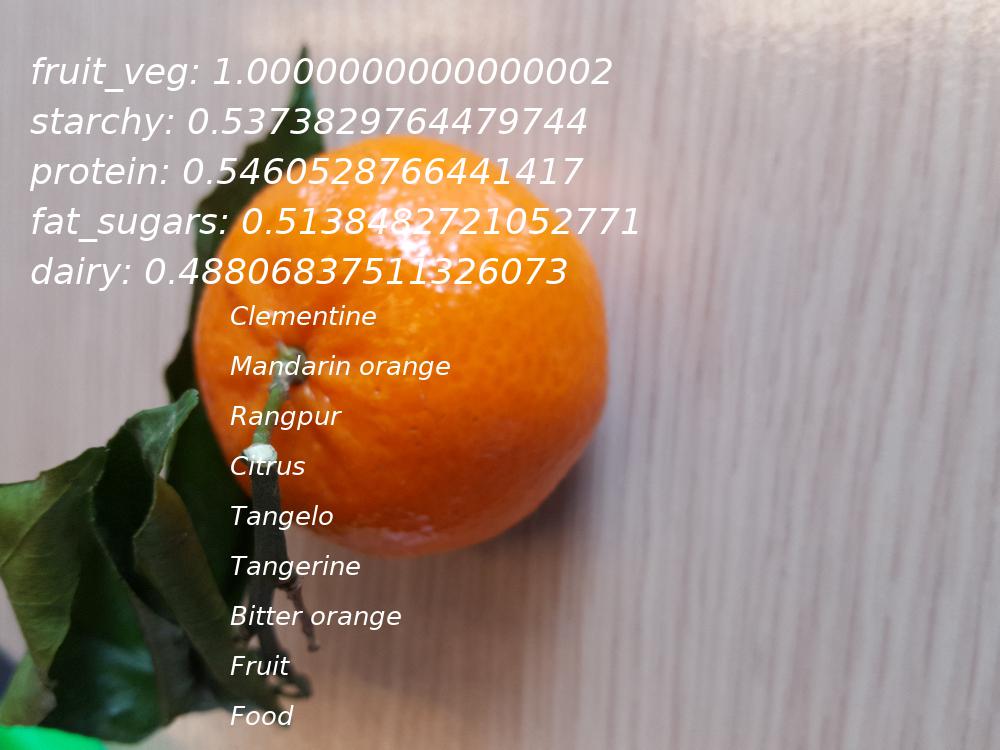 fruit_veg: 1.0000000000000002
starchy: 0.5373829764479744
protein: 0.5460528766441417
fat_sugars: 0.5138482721052771
dairy: 0.48806837511326073
Clementine
Mandarin orange
Rangpur
Citrus
Tangelo
Tangerine
Bitter orange
Fruit
Food